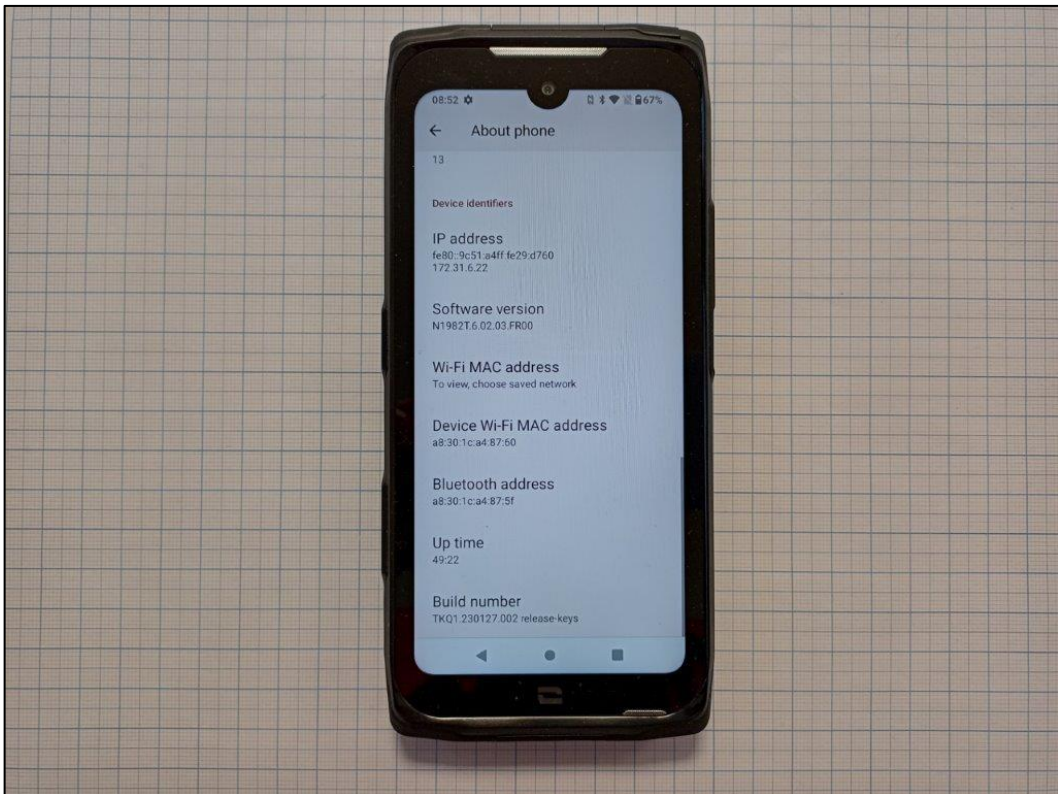 08:52 67%
About phone
13
Device identifiers
IP address
fe80::9c51:a4ff:fe29:d760
172.31.6.22
Software version
N1982T.6.02.03.FR00
Wi-Fi MAC address
To view, choose saved network
Device Wi-Fi MAC address
a8:30:1c:a4:87:60
Bluetooth address
a8:30:1c:a4:87:5f
Up time
49:22
Build number
TKQ1.230127.002 release-keys